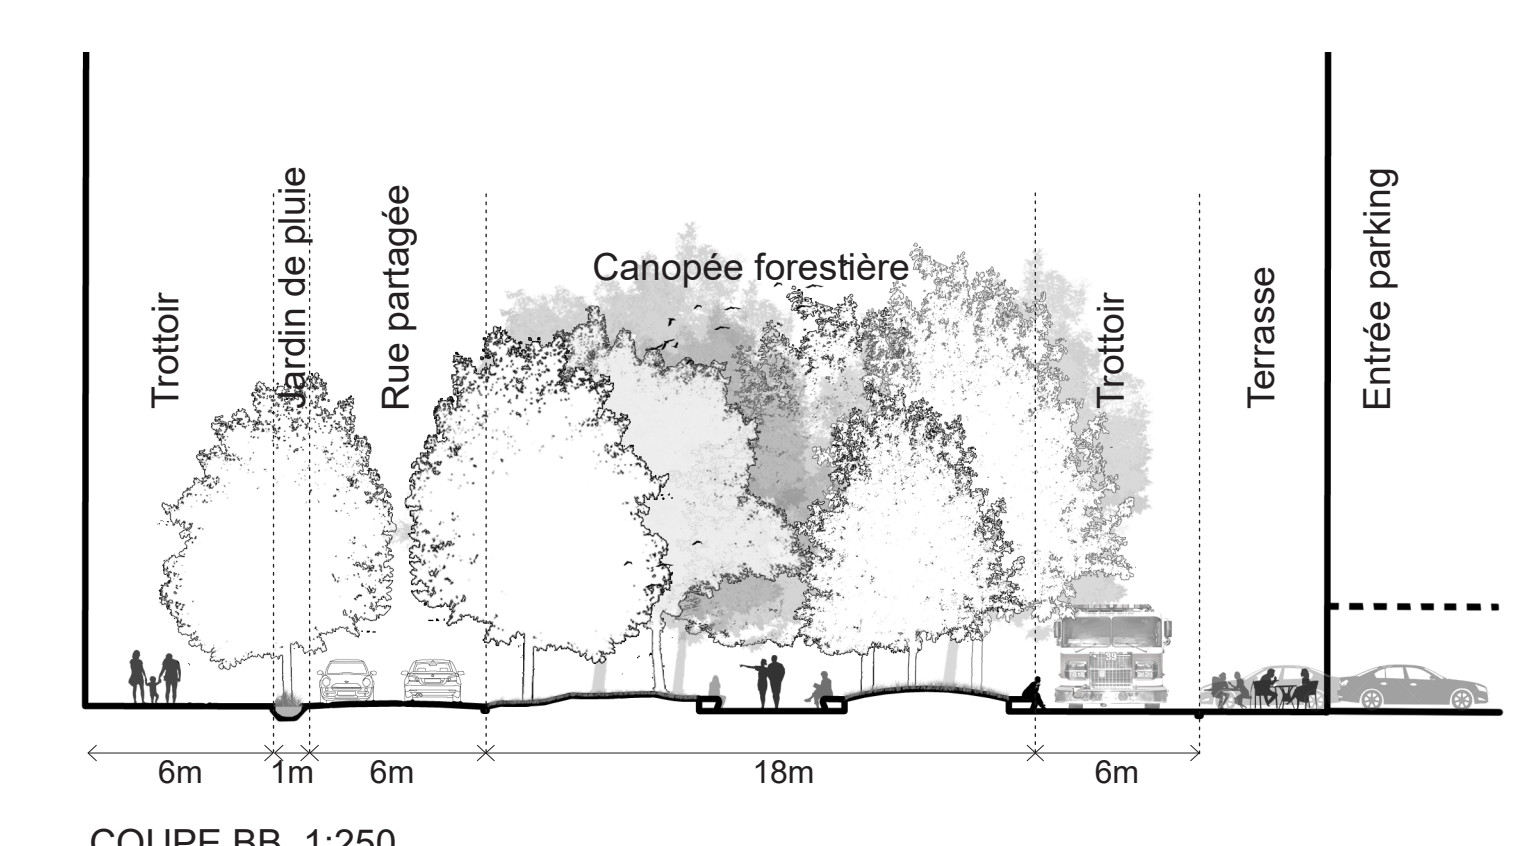 Trottoir
Jardin de pluie
Rue partagée
Canopée forestière
Trottoir
Terrasse
Entrée parking
6m
1m
6m
18m
6m
COUPE BB 1:250